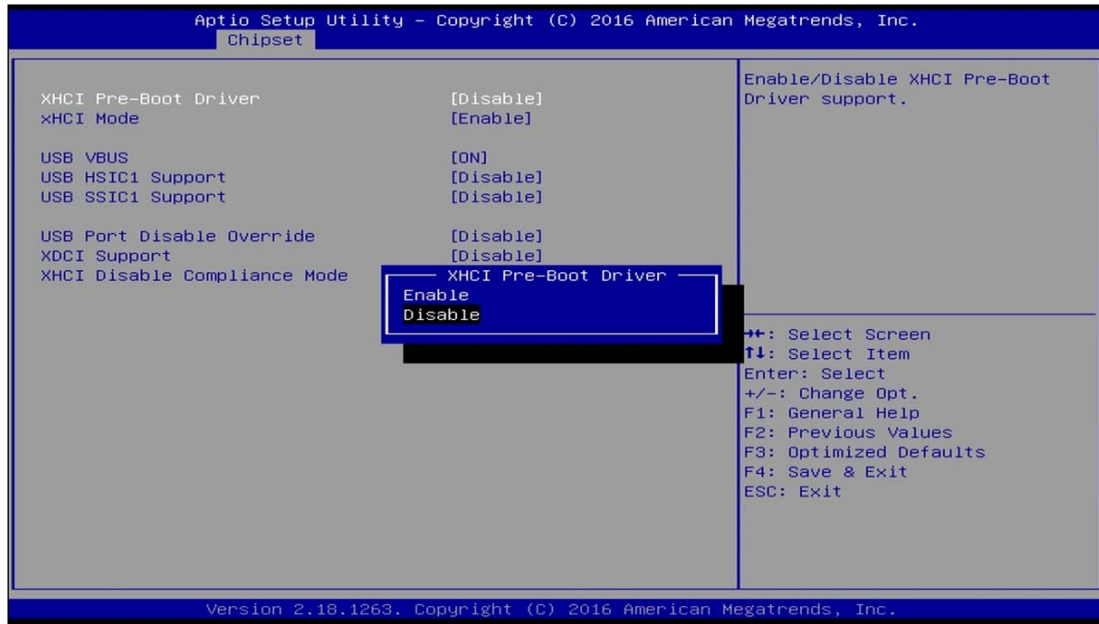 Aptio Setup Utility – Copyright (C) 2016 American Megatrends, Inc.
Chipset
XHCI Pre-Boot Driver [Disable]
xHCI Mode [Enable]
USB VBUS [ON]
USB HSIC1 Support [Disable]
USB SSIC1 Support [Disable]
USB Port Disable Override [Disable]
XDCI Support [Disable]
XHCI Disable Compliance Mode
XHCI Pre-Boot Driver
Enable
Disable
Enable/Disable XHCI Pre-Boot
Driver support.
→←: Select Screen
↑↓: Select Item
Enter: Select
+/-: Change Opt.
F1: General Help
F2: Previous Values
F3: Optimized Defaults
F4: Save & Exit
ESC: Exit
Version 2.18.1263. Copyright (C) 2016 American Megatrends, Inc.